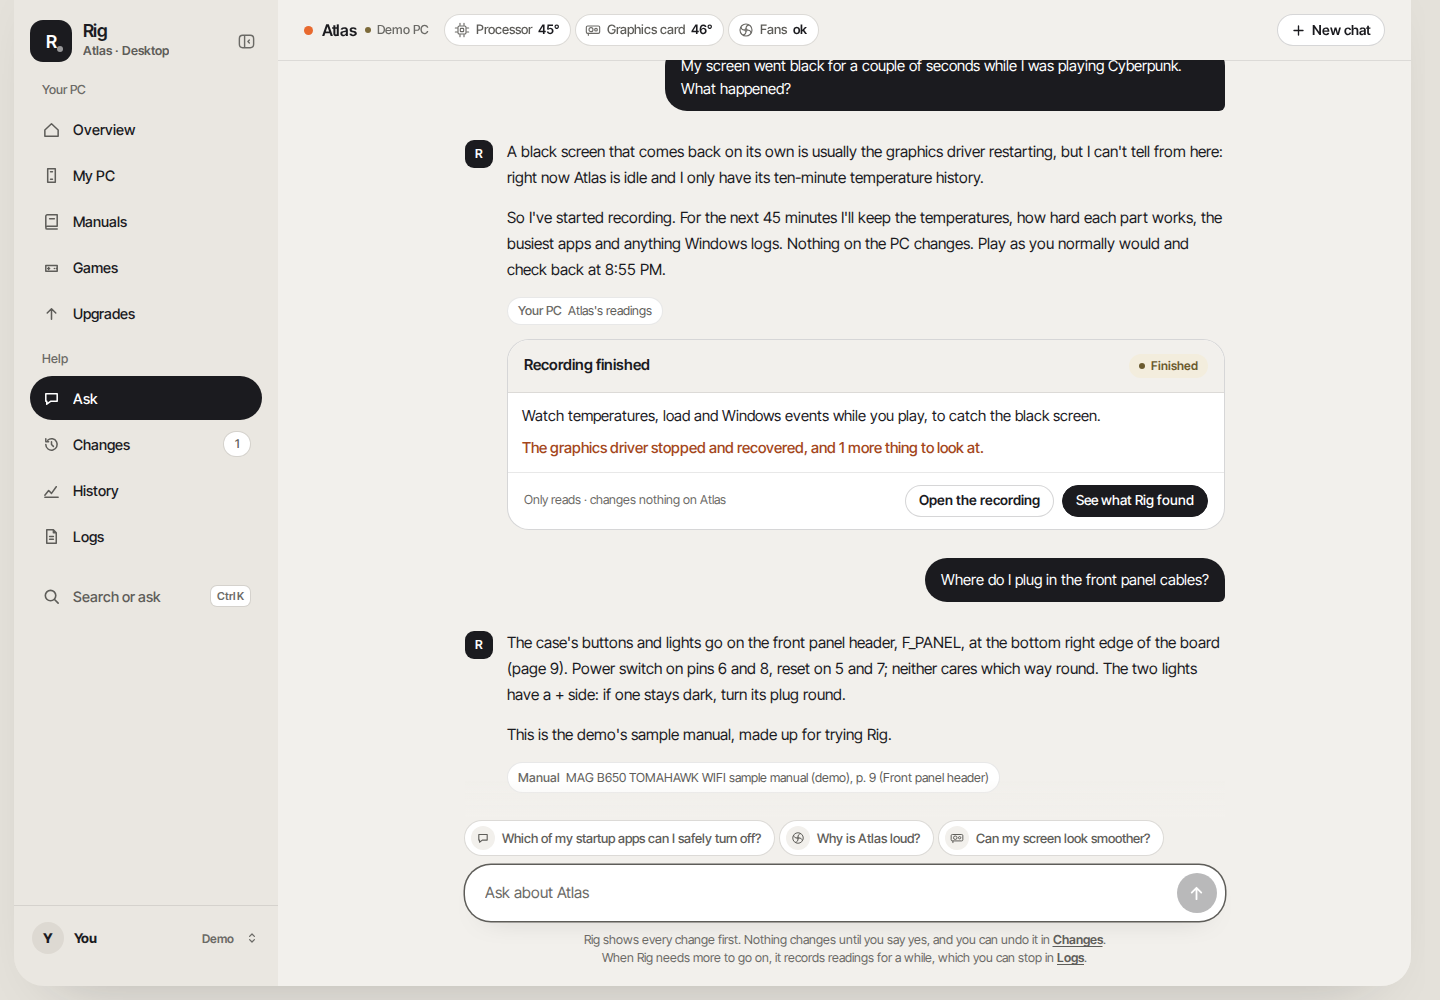 R
Rig
Atlas · Desktop
Your PC
Overview
My PC
Manuals
Games
Upgrades
Help
Ask
Changes 1
History
Logs
Search or ask Ctrl K
Y You Demo
Atlas Demo PC Processor 45° Graphics card 46° Fans ok + New chat
My screen went black for a couple of seconds while I was playing Cyberpunk.
What happened?
R
A black screen that comes back on its own is usually the graphics driver restarting, but I can't tell from here:
right now Atlas is idle and I only have its ten-minute temperature history.
So I've started recording. For the next 45 minutes I'll keep the temperatures, how hard each part works, the
busiest apps and anything Windows logs. Nothing on the PC changes. Play as you normally would and
check back at 8:55 PM.
Your PC Atlas's readings
Recording finished Finished
Watch temperatures, load and Windows events while you play, to catch the black screen.
The graphics driver stopped and recovered, and 1 more thing to look at.
Only reads · changes nothing on Atlas Open the recording See what Rig found
Where do I plug in the front panel cables?
R
The case's buttons and lights go on the front panel header, F_PANEL, at the bottom right edge of the board
(page 9). Power switch on pins 6 and 8, reset on 5 and 7; neither cares which way round. The two lights
have a + side: if one stays dark, turn its plug round.
This is the demo's sample manual, made up for trying Rig.
Manual MAG B650 TOMAHAWK WIFI sample manual (demo), p. 9 (Front panel header)
Which of my startup apps can I safely turn off? Why is Atlas loud? Can my screen look smoother?
Ask about Atlas
Rig shows every change first. Nothing changes until you say yes, and you can undo it in Changes.
When Rig needs more to go on, it records readings for a while, which you can stop in Logs.